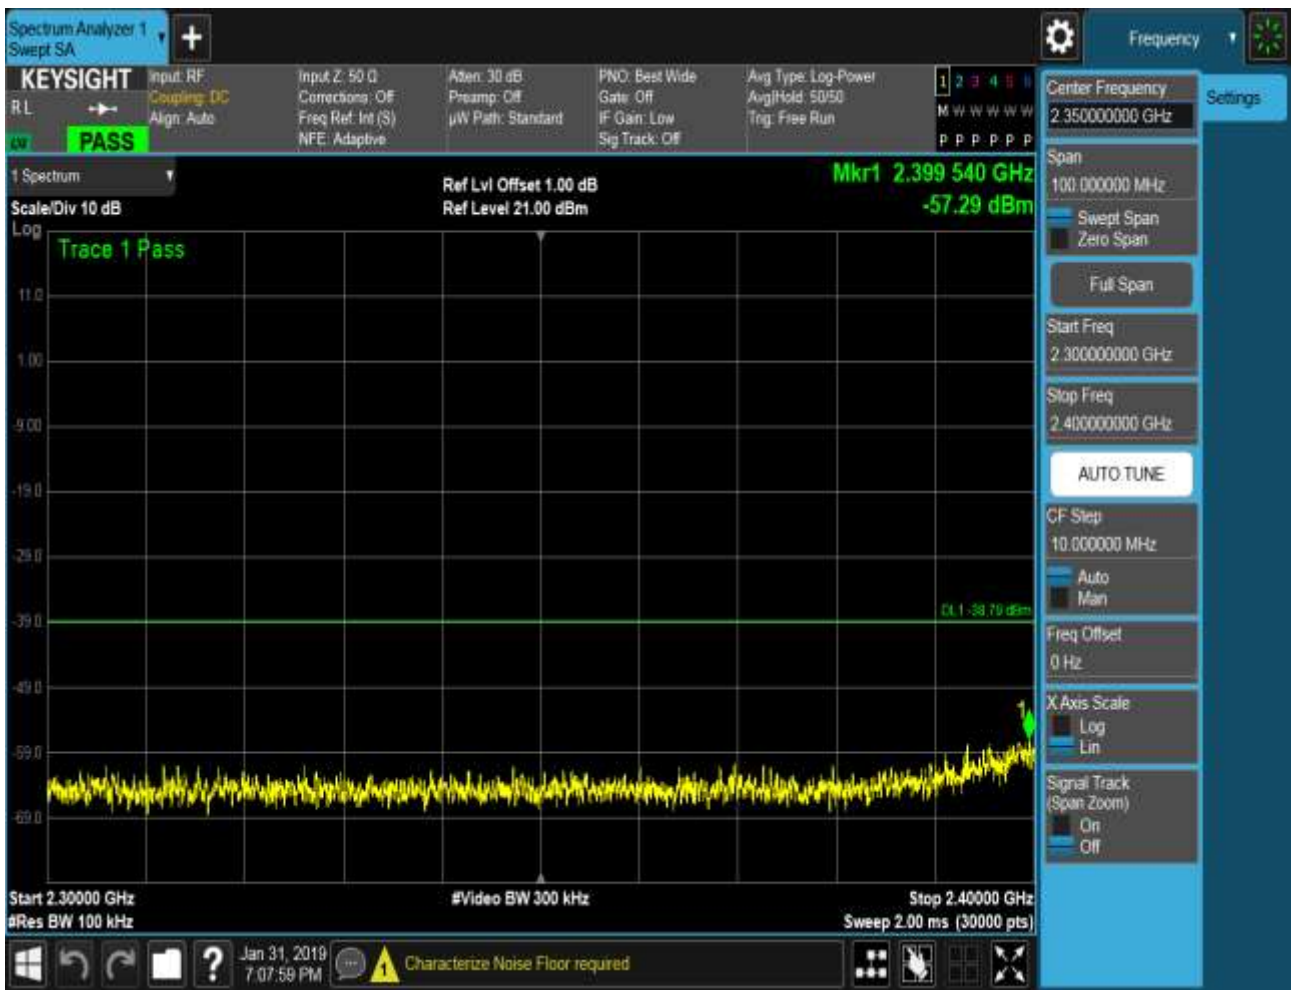 Spectrum Analyzer 1
Swept SA
Frequency
KEYSIGHT
R L
PASS
Input: RF
Coupling: DC
Align: Auto
Input Z: 50 Ω
Corrections: Off
Freq Ref: Int (S)
NFE: Adaptive
Atten: 30 dB
Preamp: Off
µW Path: Standard
PNO: Best Wide
Gate: Off
IF Gain: Low
Sig Track: Off
Avg Type: Log-Power
Avg|Hold: 50/50
Trig: Free Run
1 2 3 4 5 6
M W W W W W
P P P P P P
1 Spectrum
Scale/Div 10 dB
Ref Lvl Offset 1.00 dB
Ref Level 21.00 dBm
Mkr1 2.399 540 GHz
-57.29 dBm
Log
Trace 1 Pass
11.0
1.00
-9.00
-19.0
-29.0
-39.0
-49.0
-59.0
-69.0
DL1 -38.79 dBm
1
Start 2.30000 GHz
#Res BW 100 kHz
#Video BW 300 kHz
Stop 2.40000 GHz
Sweep 2.00 ms (30000 pts)
Center Frequency
2.350000000 GHz
Settings
Span
100.000000 MHz
Swept Span
Zero Span
Full Span
Start Freq
2.300000000 GHz
Stop Freq
2.400000000 GHz
AUTO TUNE
CF Step
10.000000 MHz
Auto
Man
Freq Offset
0 Hz
X Axis Scale
Log
Lin
Signal Track
(Span Zoom)
On
Off
?
Jan 31, 2019
7:07:59 PM
1
Characterize Noise Floor required